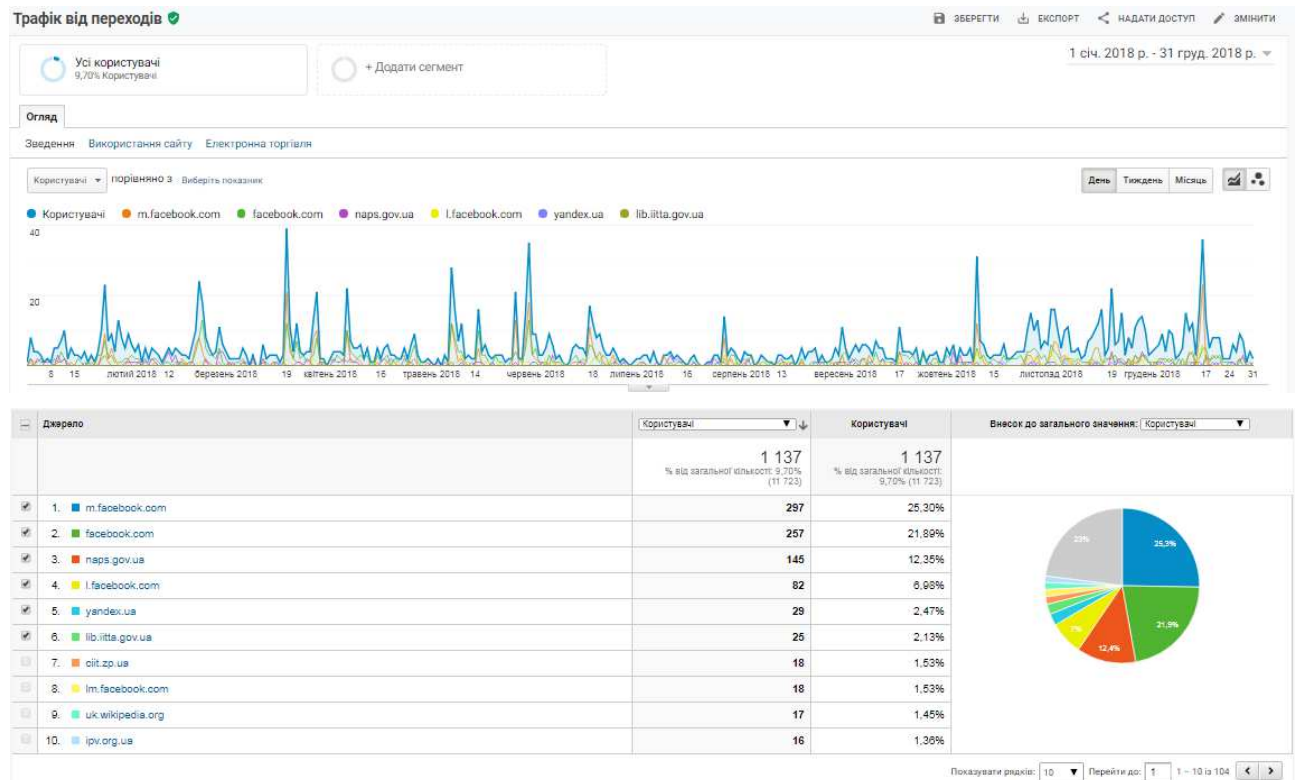 Трафік від переходів
ЗБЕРЕГТИ ЕКСПОРТ НАДАТИ ДОСТУП ЗМІНИТИ
Усі користувачі
9,70% Користувачі
+ Додати сегмент
1 січ. 2018 р. - 31 груд. 2018 р.
Огляд
Зведення Використання сайту Електронна торгівля
Користувачі порівняно з Виберіть показник
День Тиждень Місяць
Користувачі m.facebook.com facebook.com naps.gov.ua l.facebook.com yandex.ua lib.iitta.gov.ua
40
20
8 15 лютий 2018 12 березень 2018 19 квітень 2018 16 травень 2018 14 червень 2018 18 липень 2018 16 серпень 2018 13 вересень 2018 17 жовтень 2018 15 листопад 2018 19 грудень 2018 17 24 31
Джерело Користувачі Користувачі Внесок до загального значення: Користувачі
1 137 1 137
% від загальної кількості: 9,70% (11 723)
% від загальної кількості: 9,70% (11 723)
1. m.facebook.com 297 25,30%
2. facebook.com 257 21,89%
3. naps.gov.ua 145 12,35%
4. l.facebook.com 82 6,98%
5. yandex.ua 29 2,47%
6. lib.iitta.gov.ua 25 2,13%
7. ciit.zp.ua 18 1,53%
8. lm.facebook.com 18 1,53%
9. uk.wikipedia.org 17 1,45%
10. ipv.org.ua 16 1,36%
23% 25,3%
7% 21,9%
12,4%
Показувати рядків: 10 Перейти до: 1 1 – 10 із 104